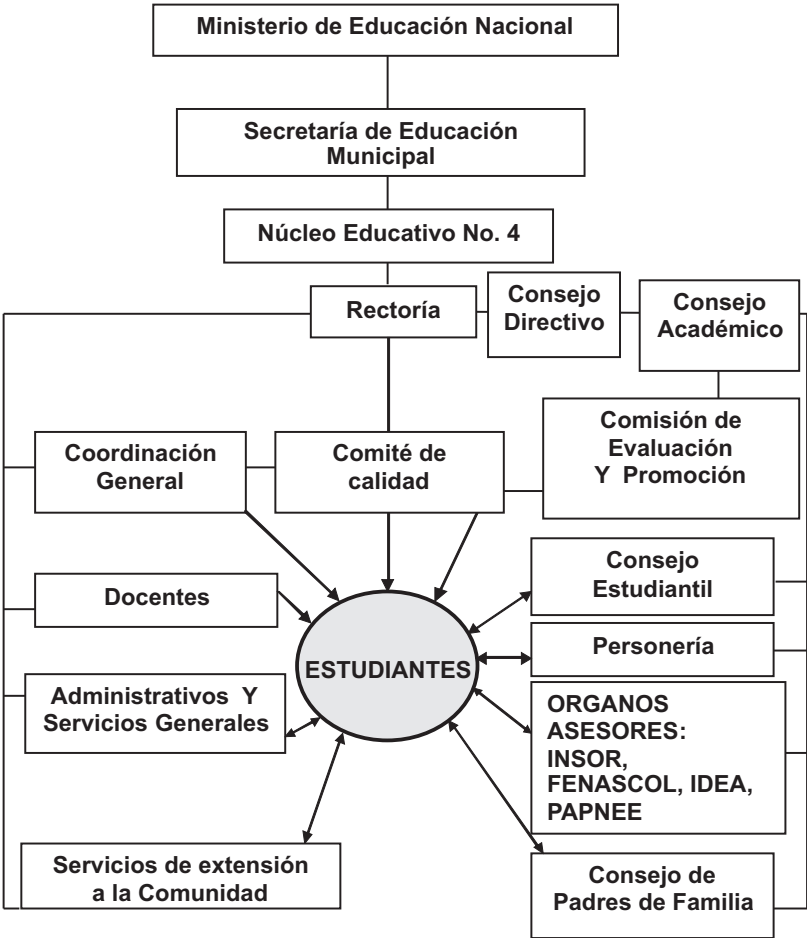 Ministerio de Educación Nacional
Secretaría de Educación
Municipal
Núcleo Educativo No. 4
Rectoría
Consejo
Directivo
Consejo
Académico
Coordinación
General
Comité de
calidad
Comisión de
Evaluación
Y Promoción
Docentes
Consejo
Estudiantil
ESTUDIANTES
Personería
Administrativos Y
Servicios Generales
ORGANOS
ASESORES:
INSOR,
FENASCOL, IDEA,
PAPNEE
Servicios de extensión
a la Comunidad
Consejo de
Padres de Familia